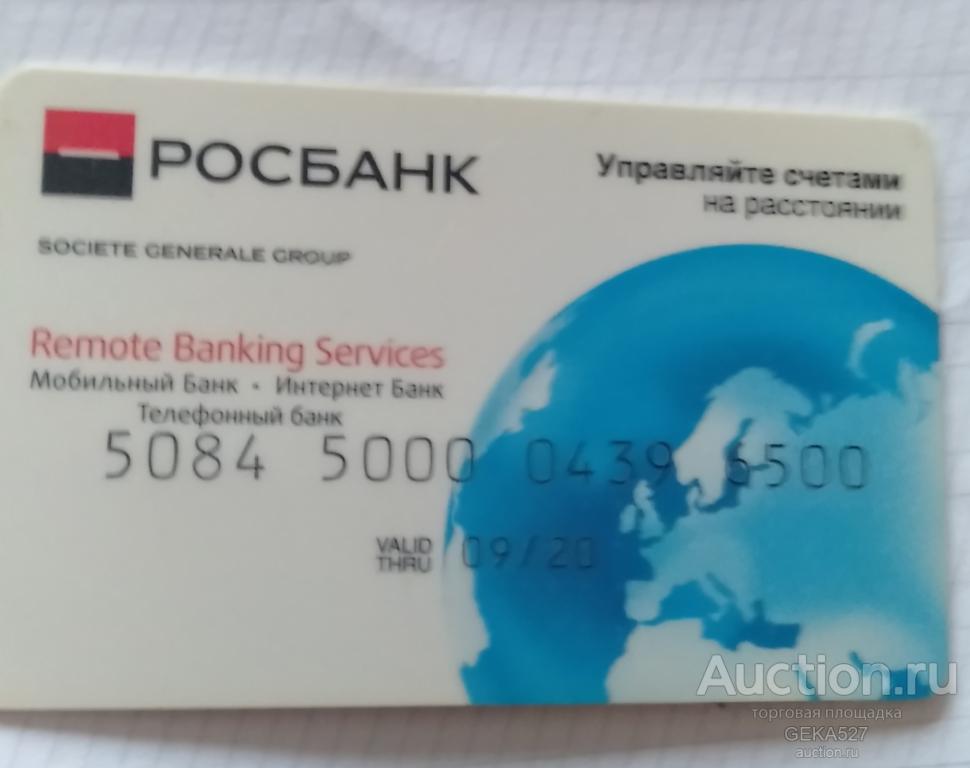 РОСБАНК
Управляйте счетами
на расстоянии
SOCIETE GENERALE GROUP
Remote Banking Services
Мобильный Банк • Интернет Банк
Телефонный банк
5084 5000 0439 6500
VALID
THRU 09/20
Auction.ru
торговая площадка
GEKA527
auction.ru